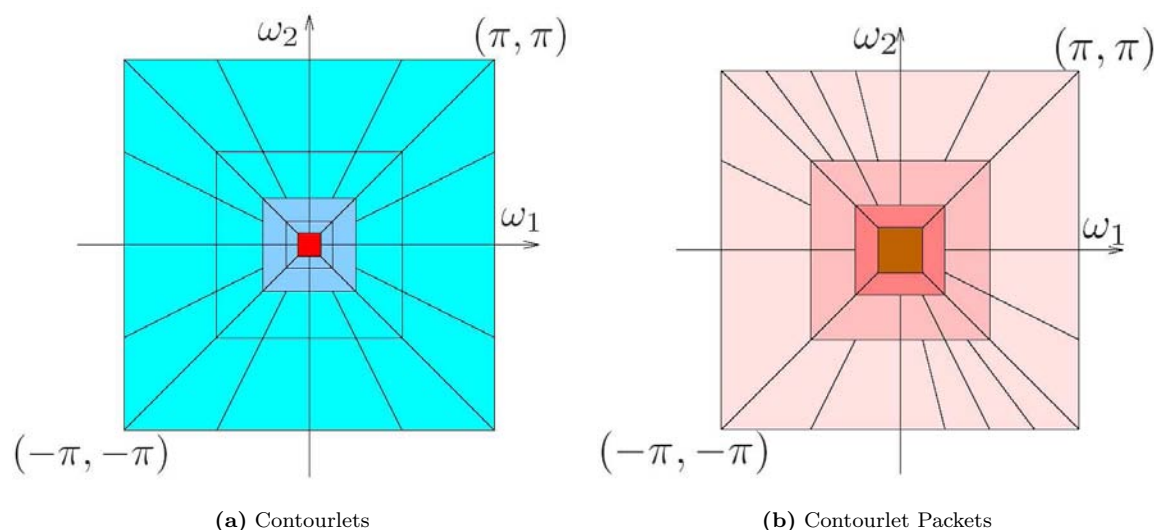 ω₂
(π, π)
ω₁
(−π, −π)
(a) Contourlets
ω₂
(π, π)
ω₁
(−π, −π)
(b) Contourlet Packets